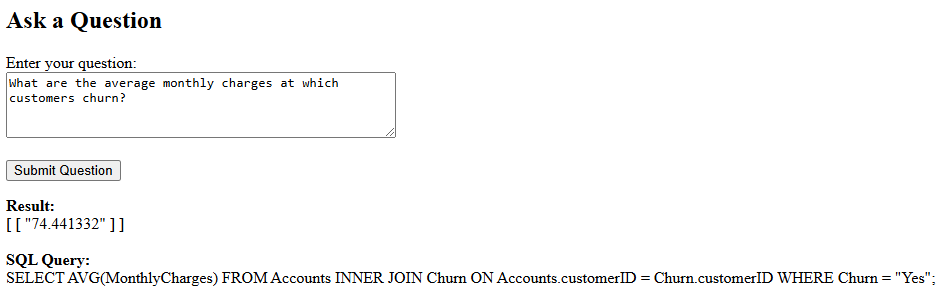 Ask a Question
Enter your question:
What are the average monthly charges at which
customers churn?
Submit Question
Result:
[ [ "74.441332" ] ]
SQL Query:
SELECT AVG(MonthlyCharges) FROM Accounts INNER JOIN Churn ON Accounts.customerID = Churn.customerID WHERE Churn = "Yes";